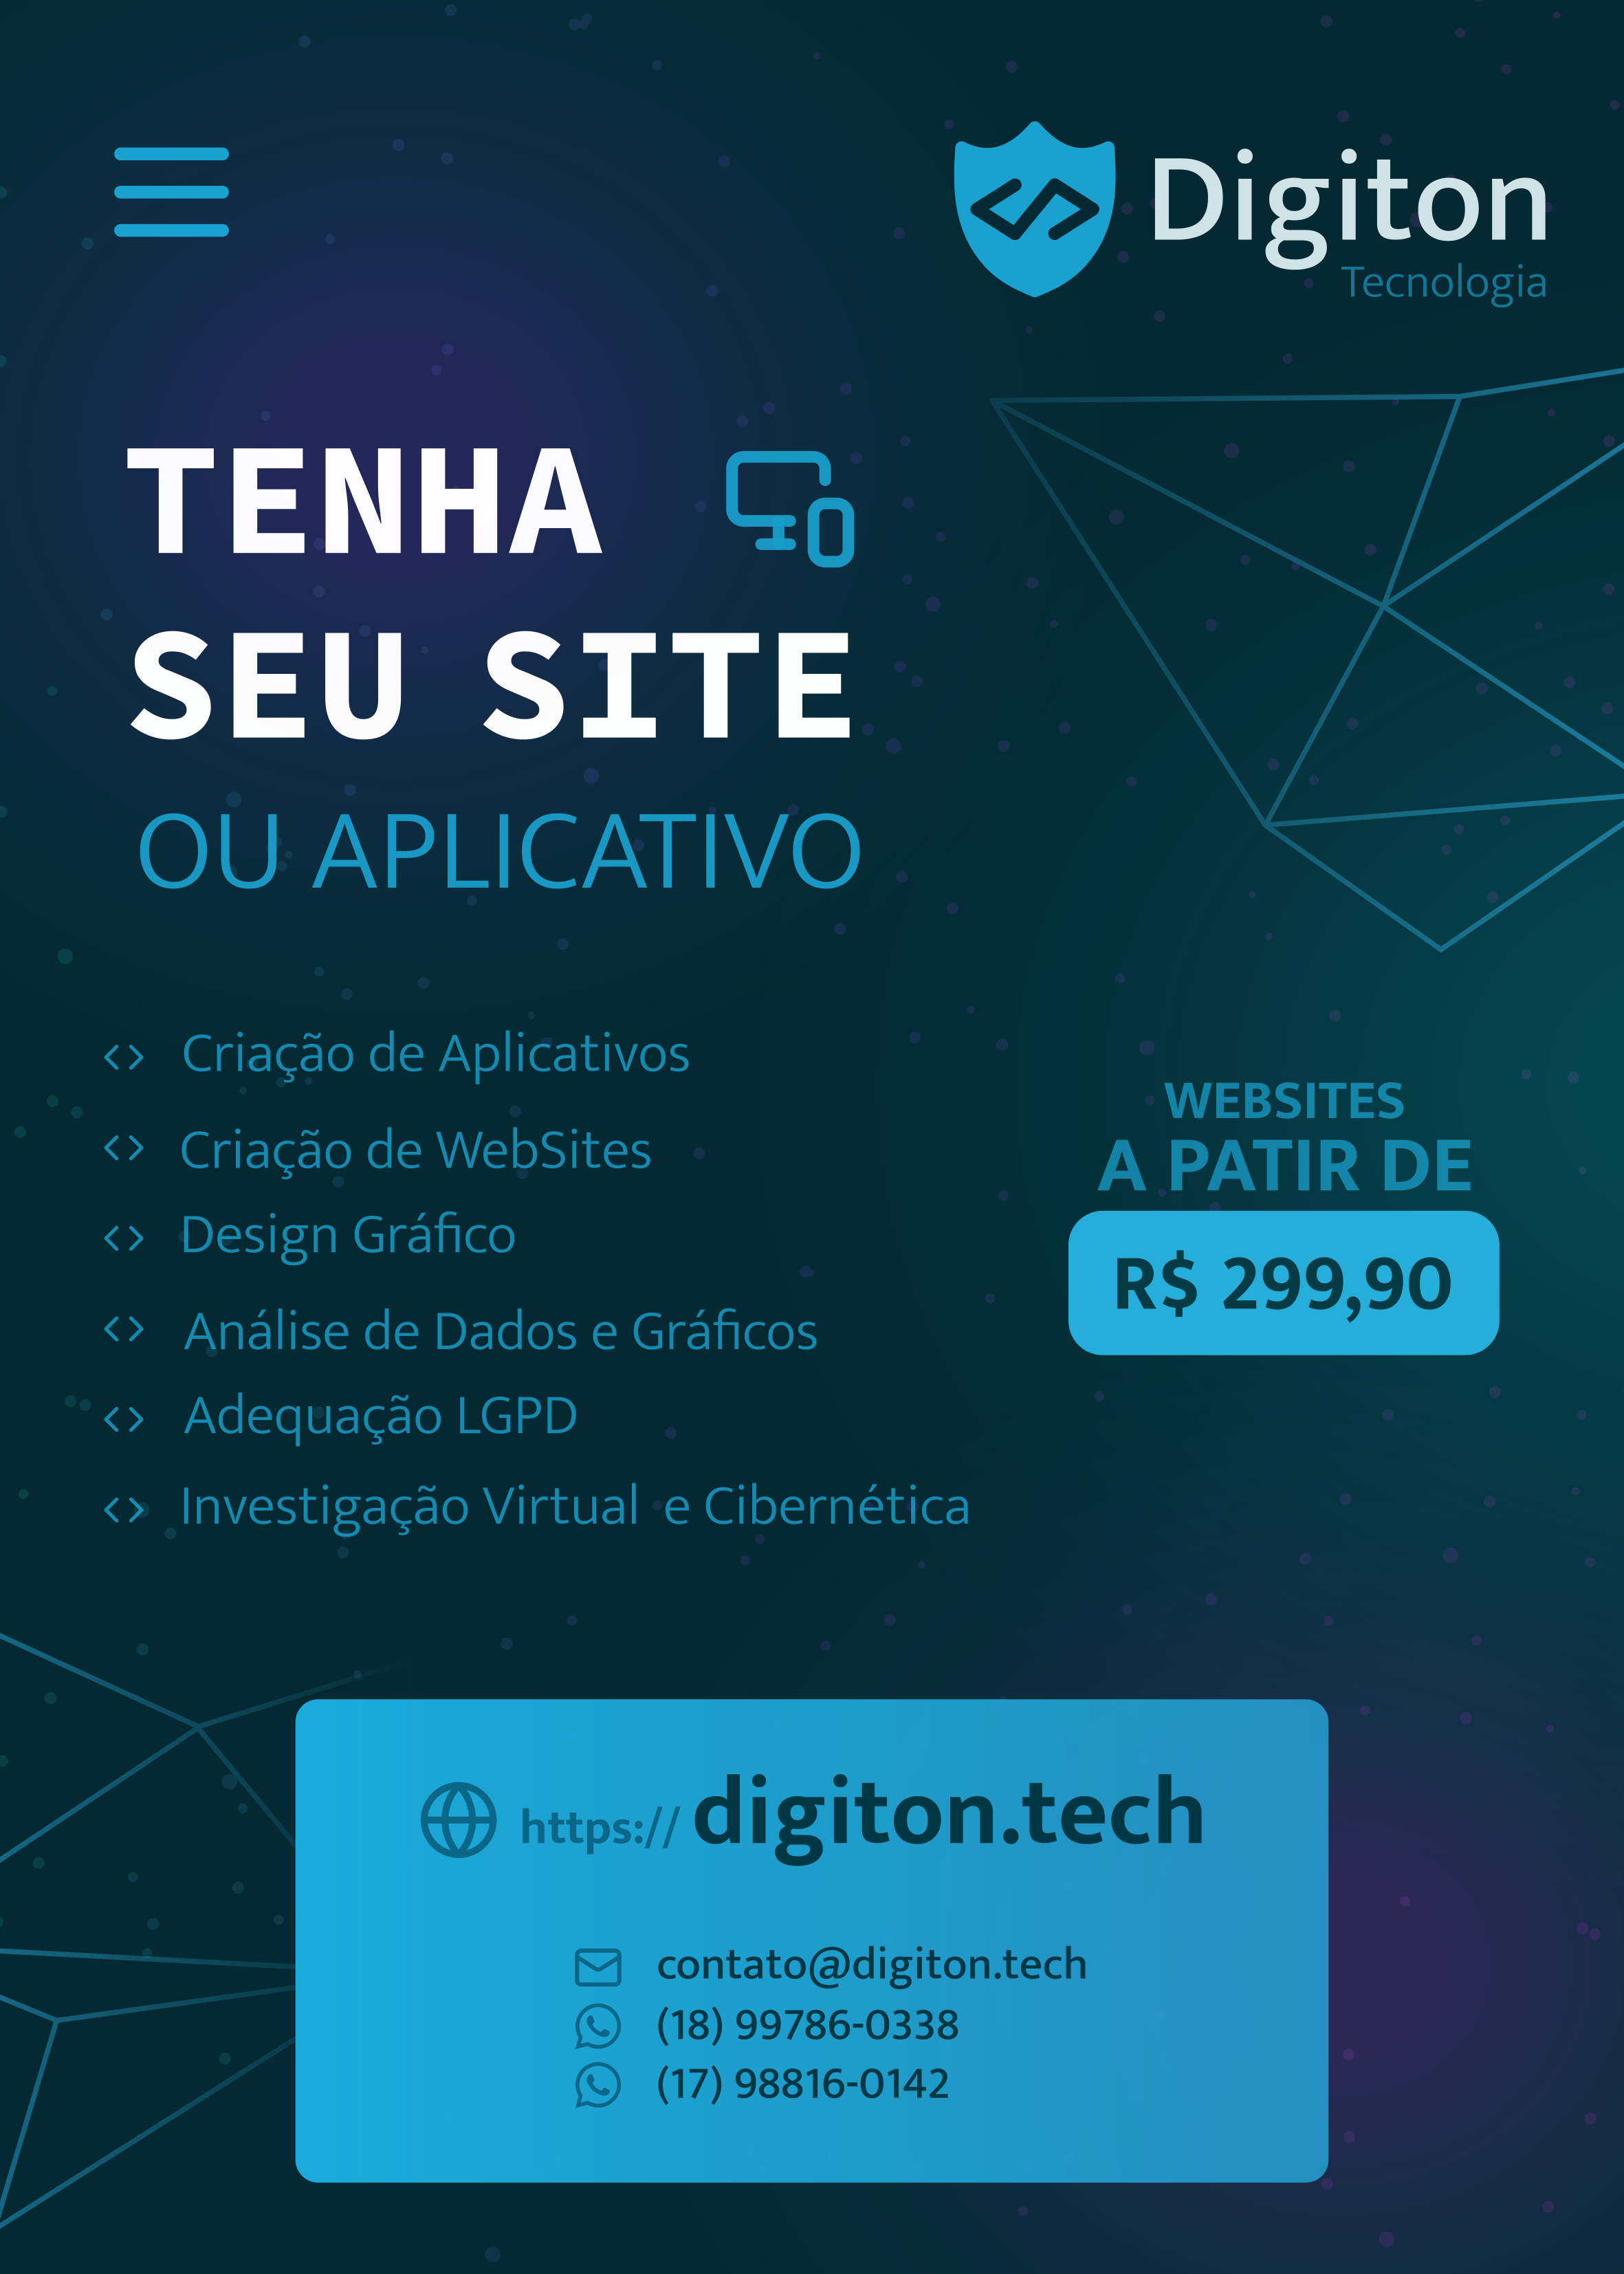 Digiton
Tecnologia
TENHA
SEU SITE
OU APLICATIVO
Criação de Aplicativos
Criação de WebSites
Design Gráfico
Análise de Dados e Gráficos
Adequação LGPD
Investigação Virtual e Cibernética
WEBSITES
A PATIR DE
R$ 299,90
https:// digiton.tech
contato@digiton.tech
(18) 99786-0338
(17) 98816-0142